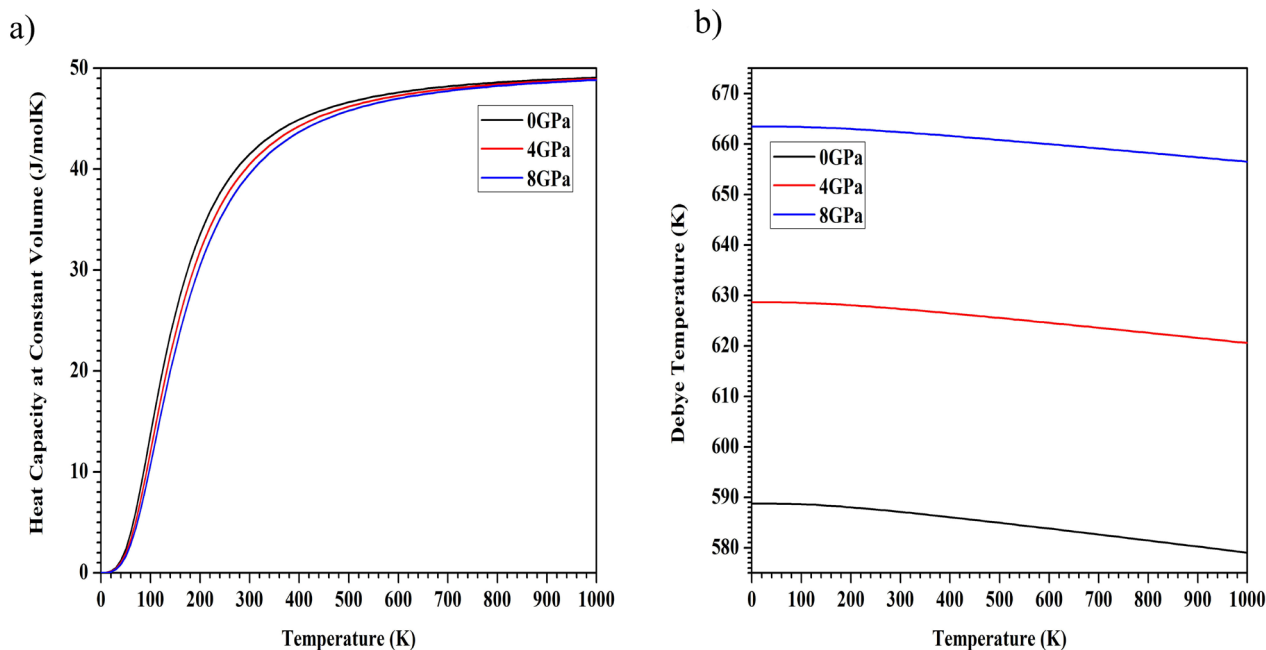 a)
Heat Capacity at Constant Volume (J/molK)
50
40
30
20
10
0
0GPa
4GPa
8GPa
0 100 200 300 400 500 600 700 800 900 1000
Temperature (K)
b)
Debye Temperature (K)
670
660
650
640
630
620
610
600
590
580
0GPa
4GPa
8GPa
0 100 200 300 400 500 600 700 800 900 1000
Temperature (K)